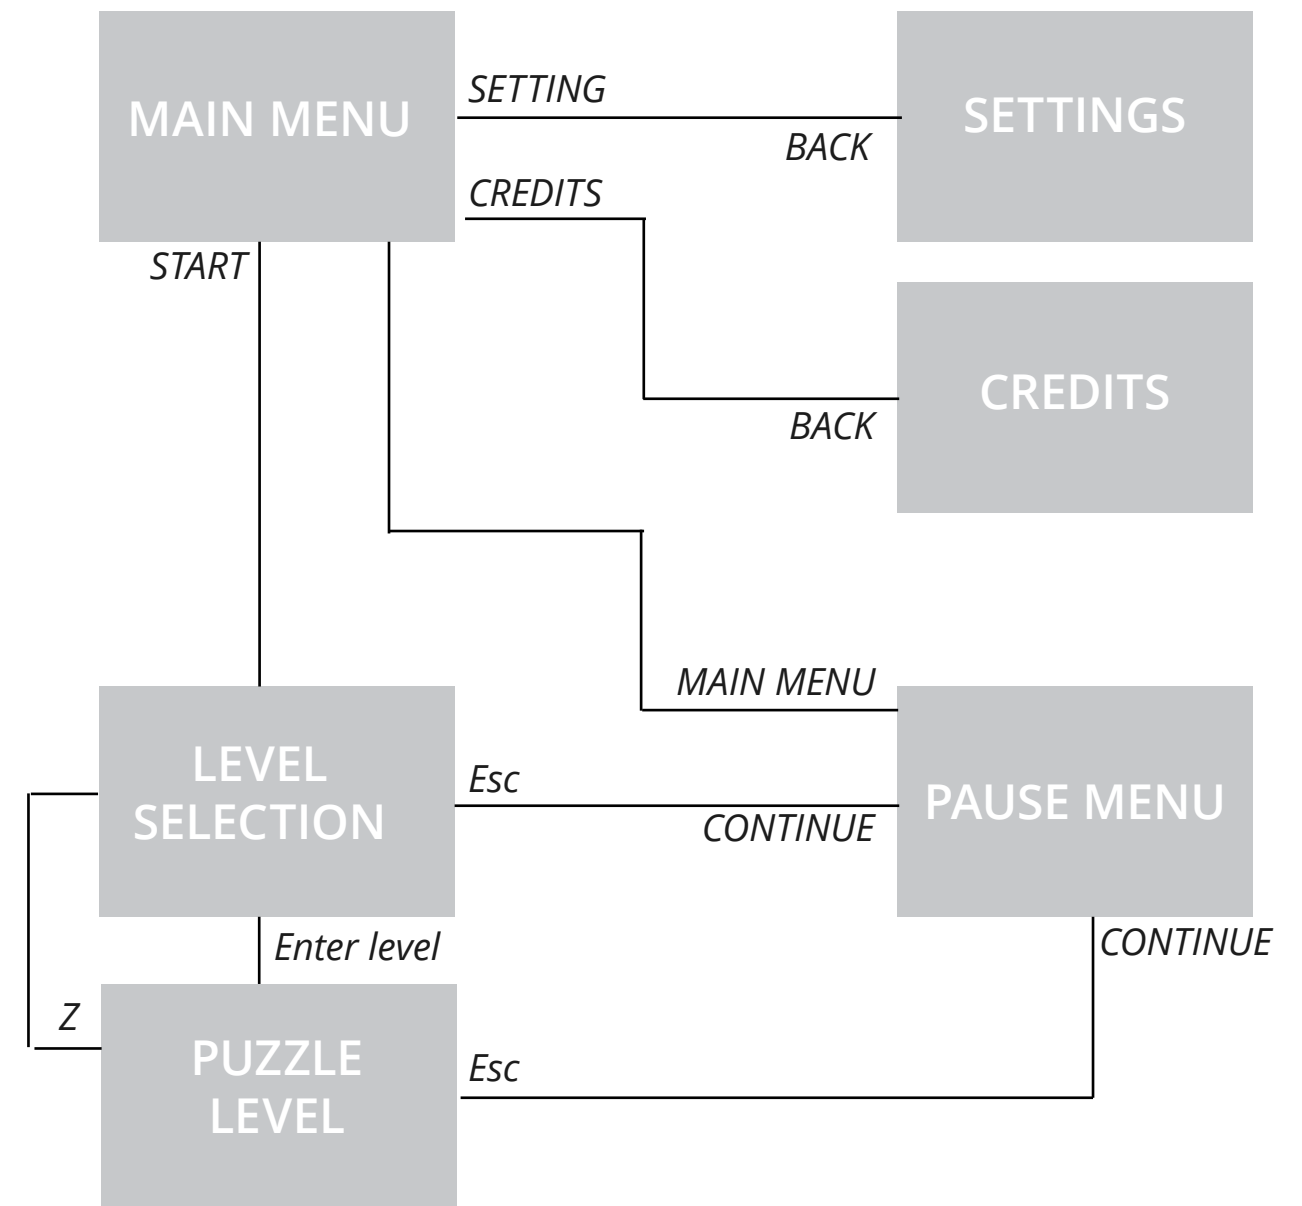 MAIN MENU
SETTING
BACK
SETTINGS
CREDITS
START
CREDITS
BACK
MAIN MENU
LEVEL
SELECTION
Esc
CONTINUE
PAUSE MENU
Enter level
CONTINUE
Z
PUZZLE
LEVEL
Esc